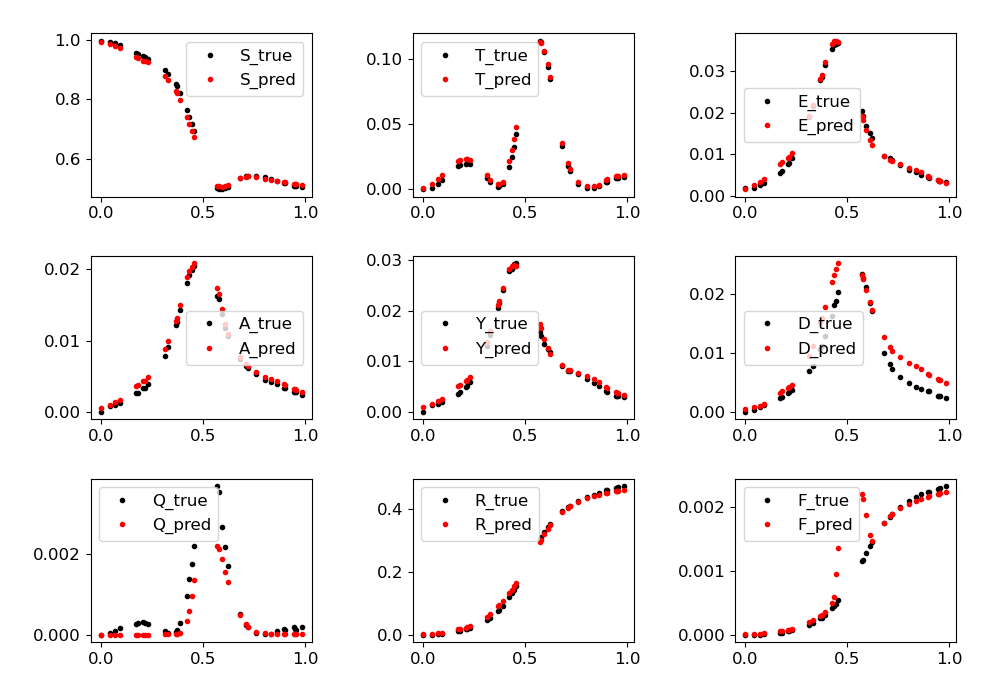 1.0
0.8
0.6
S_true
S_pred
0.0 0.5 1.0
0.10
0.05
0.00
T_true
T_pred
0.0 0.5 1.0
0.03
0.02
0.01
0.00
E_true
E_pred
0.0 0.5 1.0
0.02
0.01
0.00
A_true
A_pred
0.0 0.5 1.0
0.03
0.02
0.01
0.00
Y_true
Y_pred
0.0 0.5 1.0
0.02
0.01
0.00
D_true
D_pred
0.0 0.5 1.0
0.002
0.000
Q_true
Q_pred
0.0 0.5 1.0
0.4
0.2
0.0
R_true
R_pred
0.0 0.5 1.0
0.002
0.001
0.000
F_true
F_pred
0.0 0.5 1.0